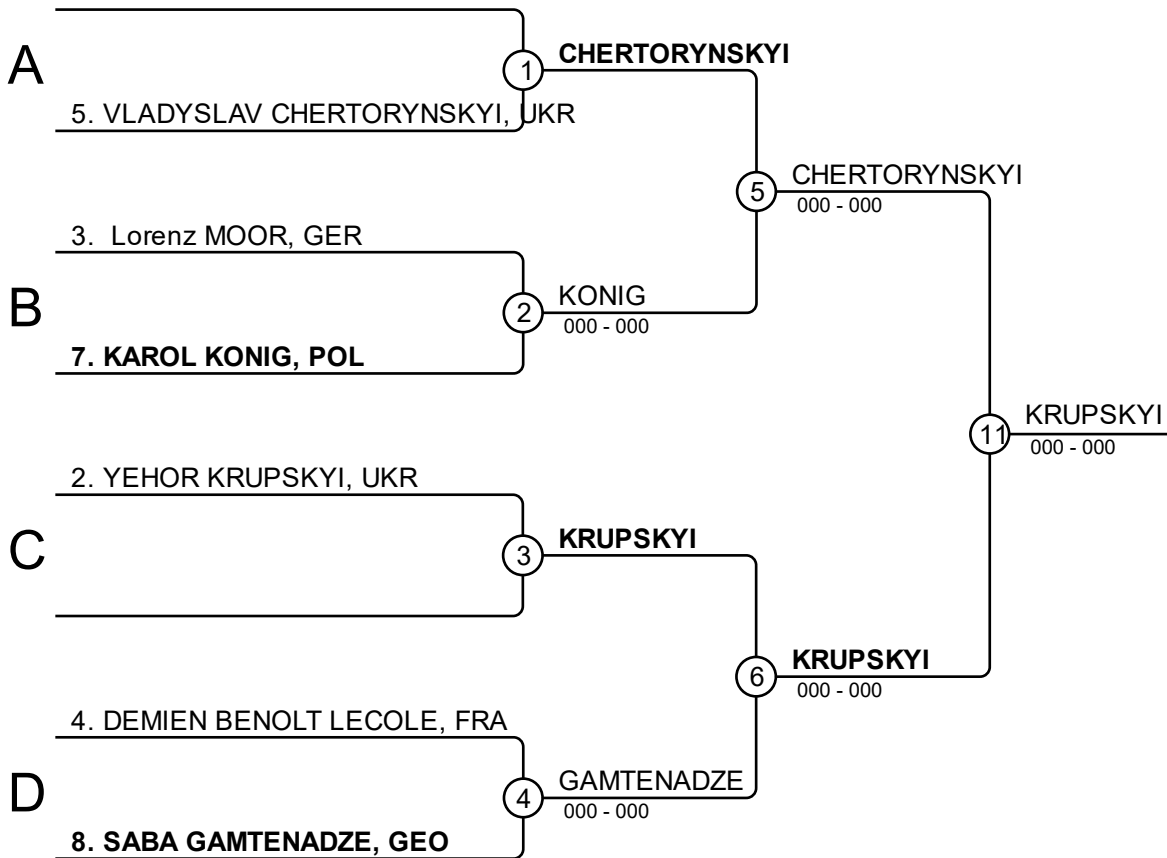 A
1
CHERTORYNSKYI
5. VLADYSLAV CHERTORYNSKYI, UKR
5
CHERTORYNSKYI
000 - 000
3. Lorenz MOOR, GER
B
2
KONIG
000 - 000
7. KAROL KONIG, POL
11
KRUPSKYI
000 - 000
2. YEHOR KRUPSKYI, UKR
C
3
KRUPSKYI
6
KRUPSKYI
000 - 000
4. DEMIEN BENOLT LECOLE, FRA
D
4
GAMTENADZE
000 - 000
8. SABA GAMTENADZE, GEO